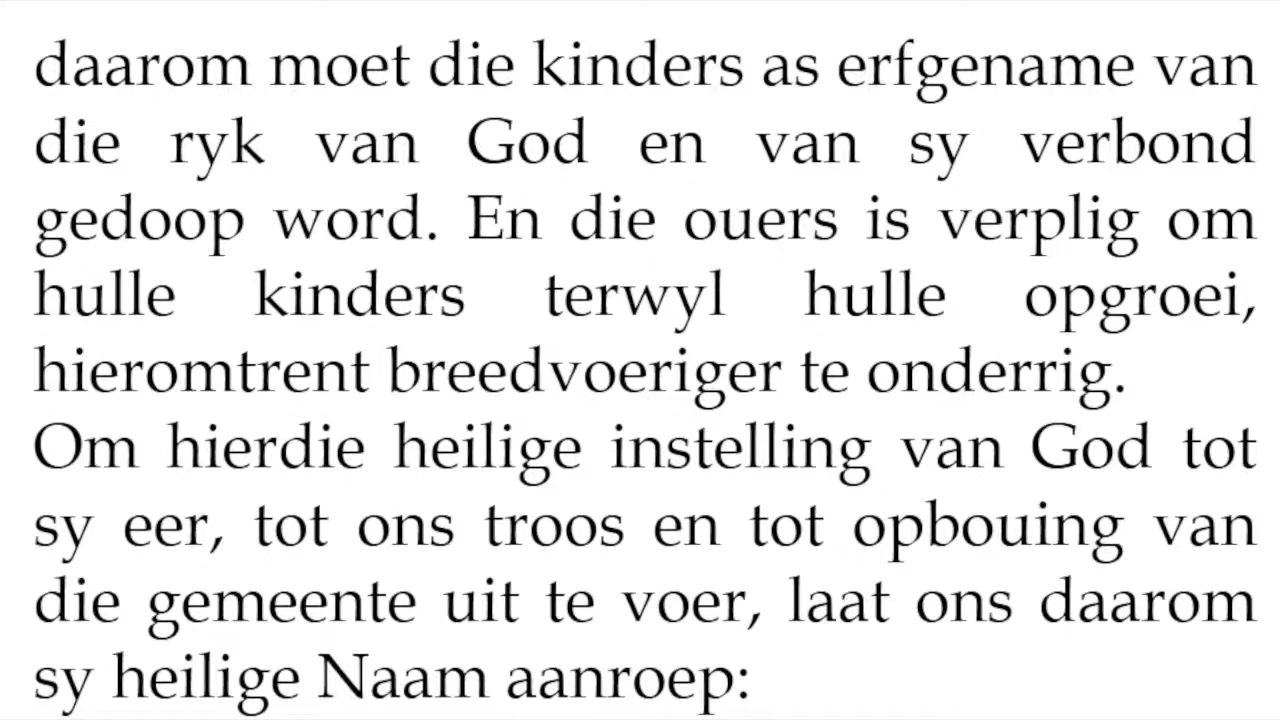 daarom moet die kinders as erfgename van
die ryk van God en van sy verbond
gedoop word. En die ouers is verplig om
hulle kinders terwyl hulle opgroei,
hieromtrent breedvoeriger te onderrig.
Om hierdie heilige instelling van God tot
sy eer, tot ons troos en tot opbouing van
die gemeente uit te voer, laat ons daarom
sy heilige Naam aanroep: